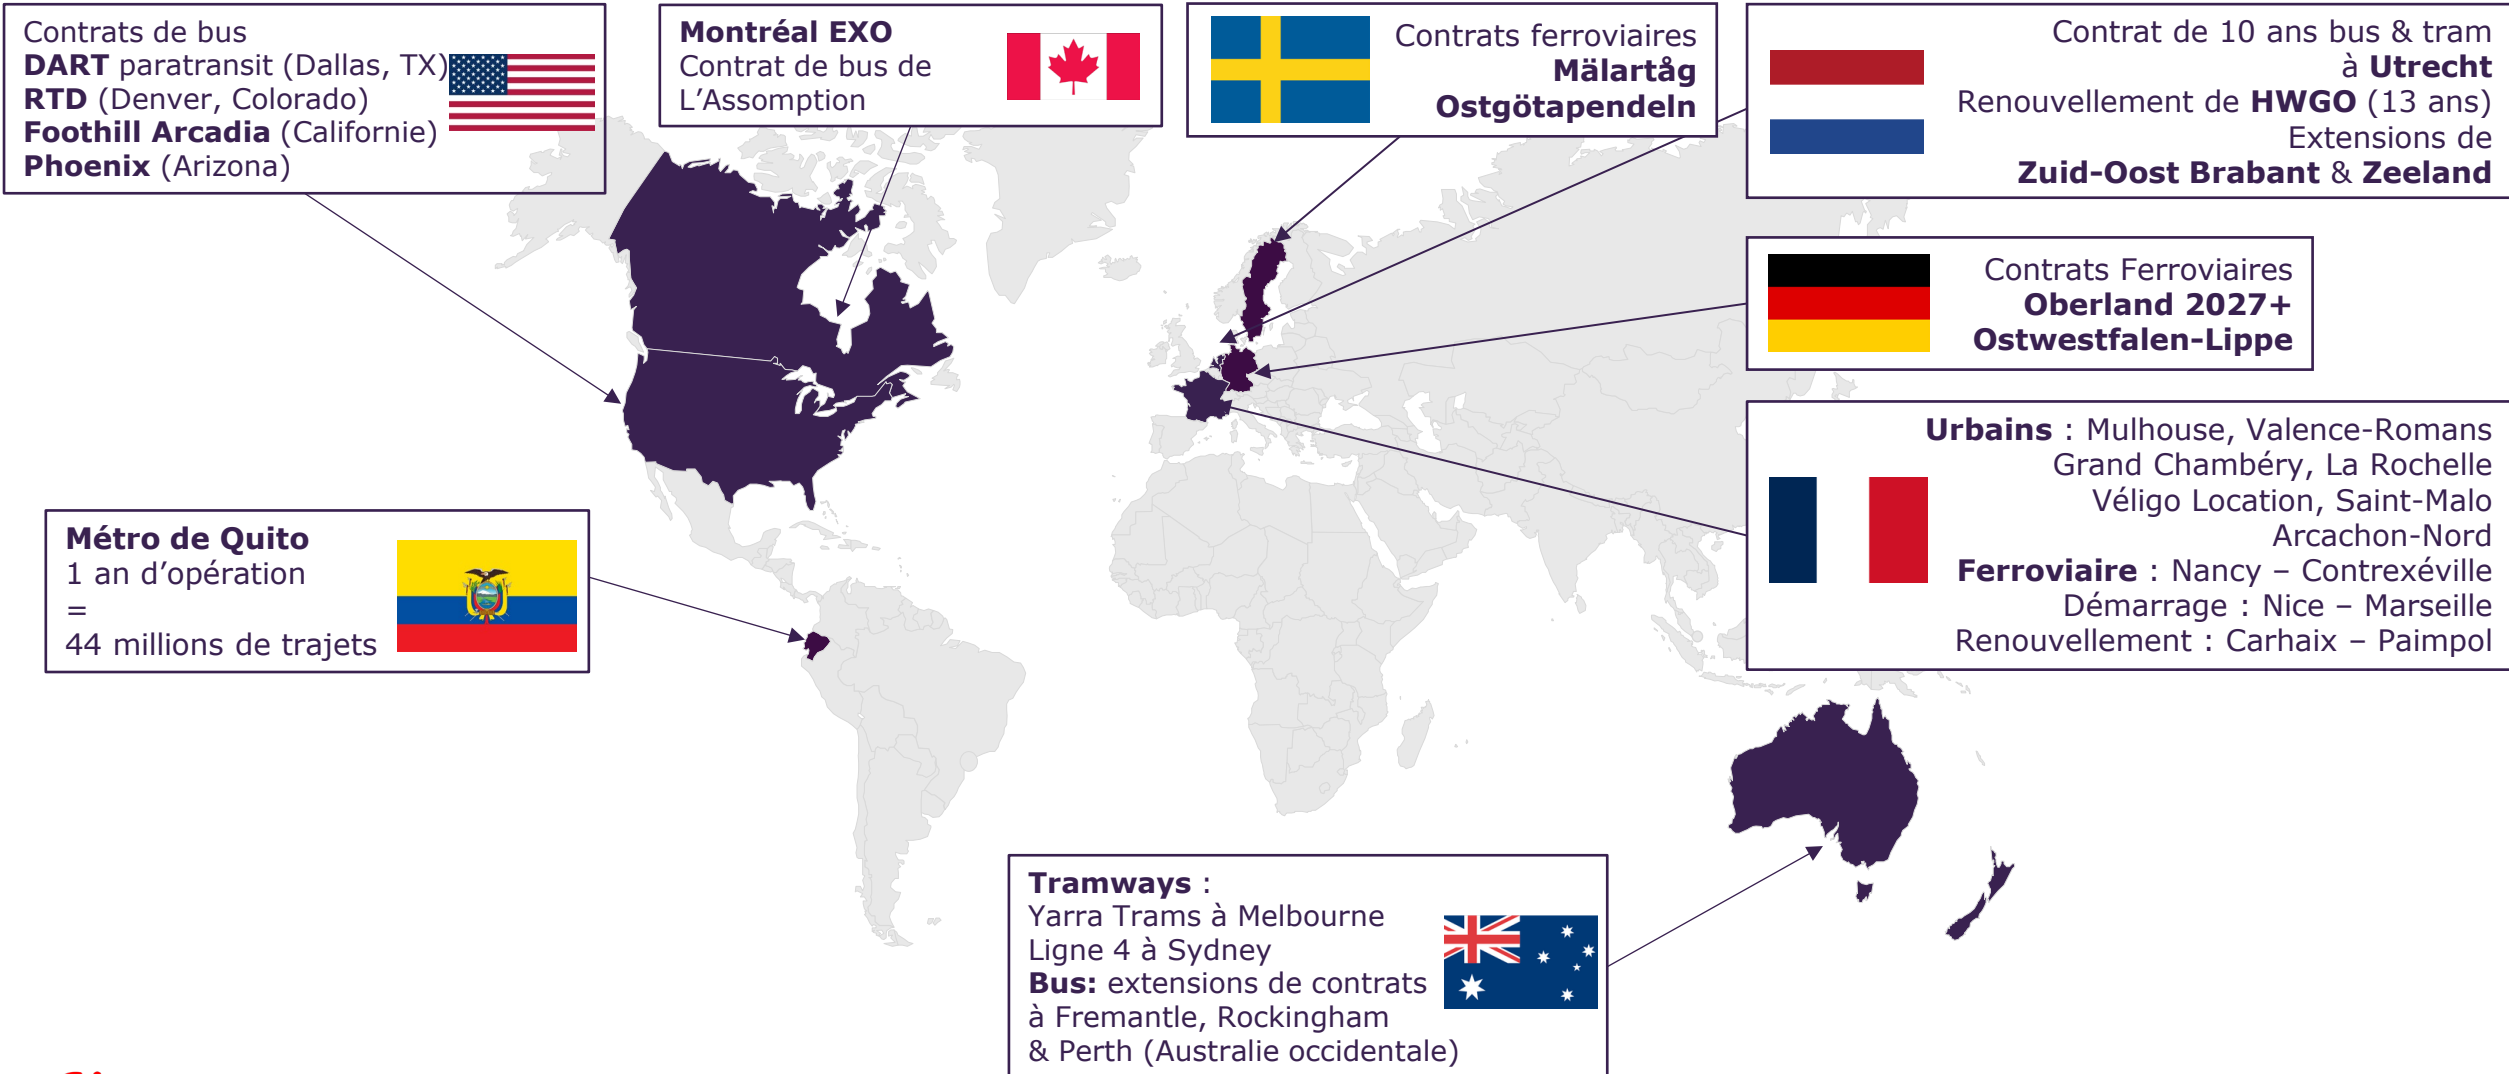 Contrats de bus
DART paratransit (Dallas, TX)
RTD (Denver, Colorado)
Foothill Arcadia (Californie)
Phoenix (Arizona)
Montréal EXO
Contrat de bus de
L’Assomption
Contrats ferroviaires
Mälartåg
Ostgötapendeln
Contrat de 10 ans bus & tram
à Utrecht
Renouvellement de HWGO (13 ans)
Extensions de
Zuid-Oost Brabant & Zeeland
Contrats Ferroviaires
Oberland 2027+
Ostwestfalen-Lippe
Urbains : Mulhouse, Valence-Romans
Grand Chambéry, La Rochelle
Véligo Location, Saint-Malo
Arcachon-Nord
Ferroviaire : Nancy – Contrexéville
Démarrage : Nice – Marseille
Renouvellement : Carhaix – Paimpol
Métro de Quito
1 an d’opération
=
44 millions de trajets
Tramways :
Yarra Trams à Melbourne
Ligne 4 à Sydney
Bus: extensions de contrats
à Fremantle, Rockingham
& Perth (Australie occidentale)